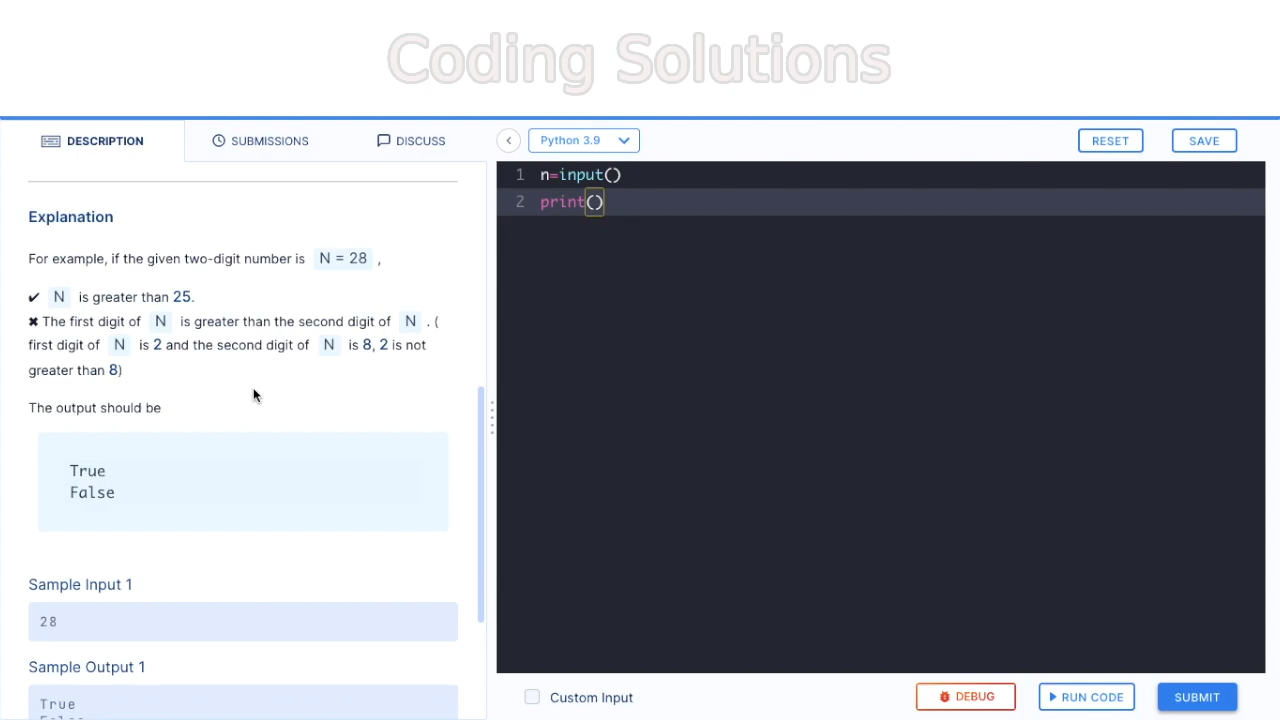 Coding Solutions
DESCRIPTION
SUBMISSIONS
DISCUSS
Python 3.9
RESET
SAVE
Explanation
For example, if the given two-digit number is N = 28 ,
✔ N is greater than 25.
✖ The first digit of N is greater than the second digit of N . (
first digit of N is 2 and the second digit of N is 8, 2 is not
greater than 8)
The output should be
True
False
Sample Input 1
28
Sample Output 1
True
False
1 n=input()
2 print()
Custom Input
DEBUG
RUN CODE
SUBMIT